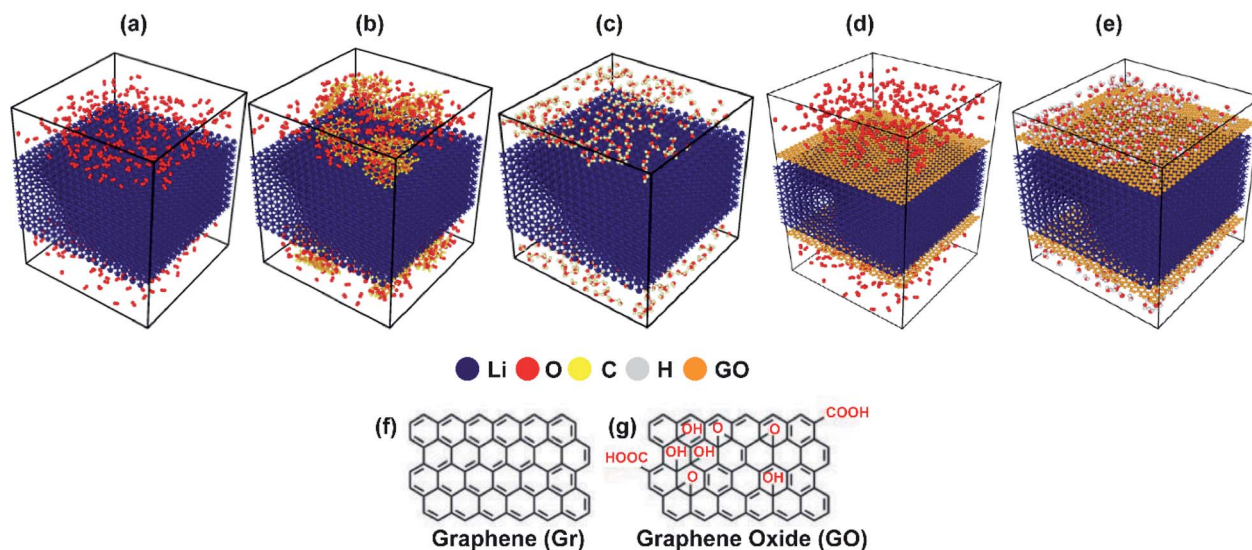 (a) (b) (c) (d) (e)
Li O C H GO
(f) (g)
COOH
OH O O
HOOC OH OH
O OH
Graphene (Gr) Graphene Oxide (GO)